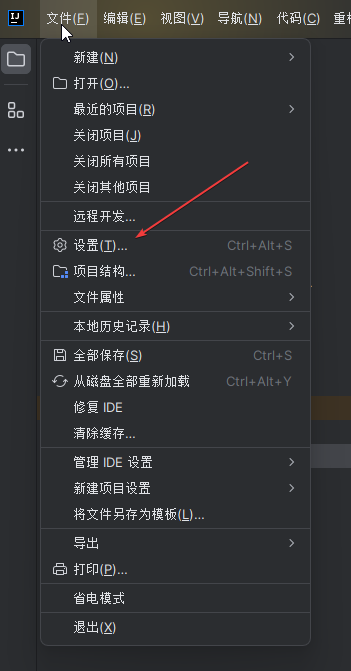 IJ 文件(F) 编辑(E) 视图(V) 导航(N) 代码(C)
新建(N)
打开(O)...
最近的项目(R)
关闭项目(J)
关闭所有项目
关闭其他项目
远程开发...
设置(T)... Ctrl+Alt+S
项目结构... Ctrl+Alt+Shift+S
文件属性
本地历史记录(H)
全部保存(S) Ctrl+S
从磁盘全部重新加载 Ctrl+Alt+Y
修复 IDE
清除缓存...
管理 IDE 设置
新建项目设置
将文件另存为模板(L)...
导出
打印(P)...
省电模式
退出(X)